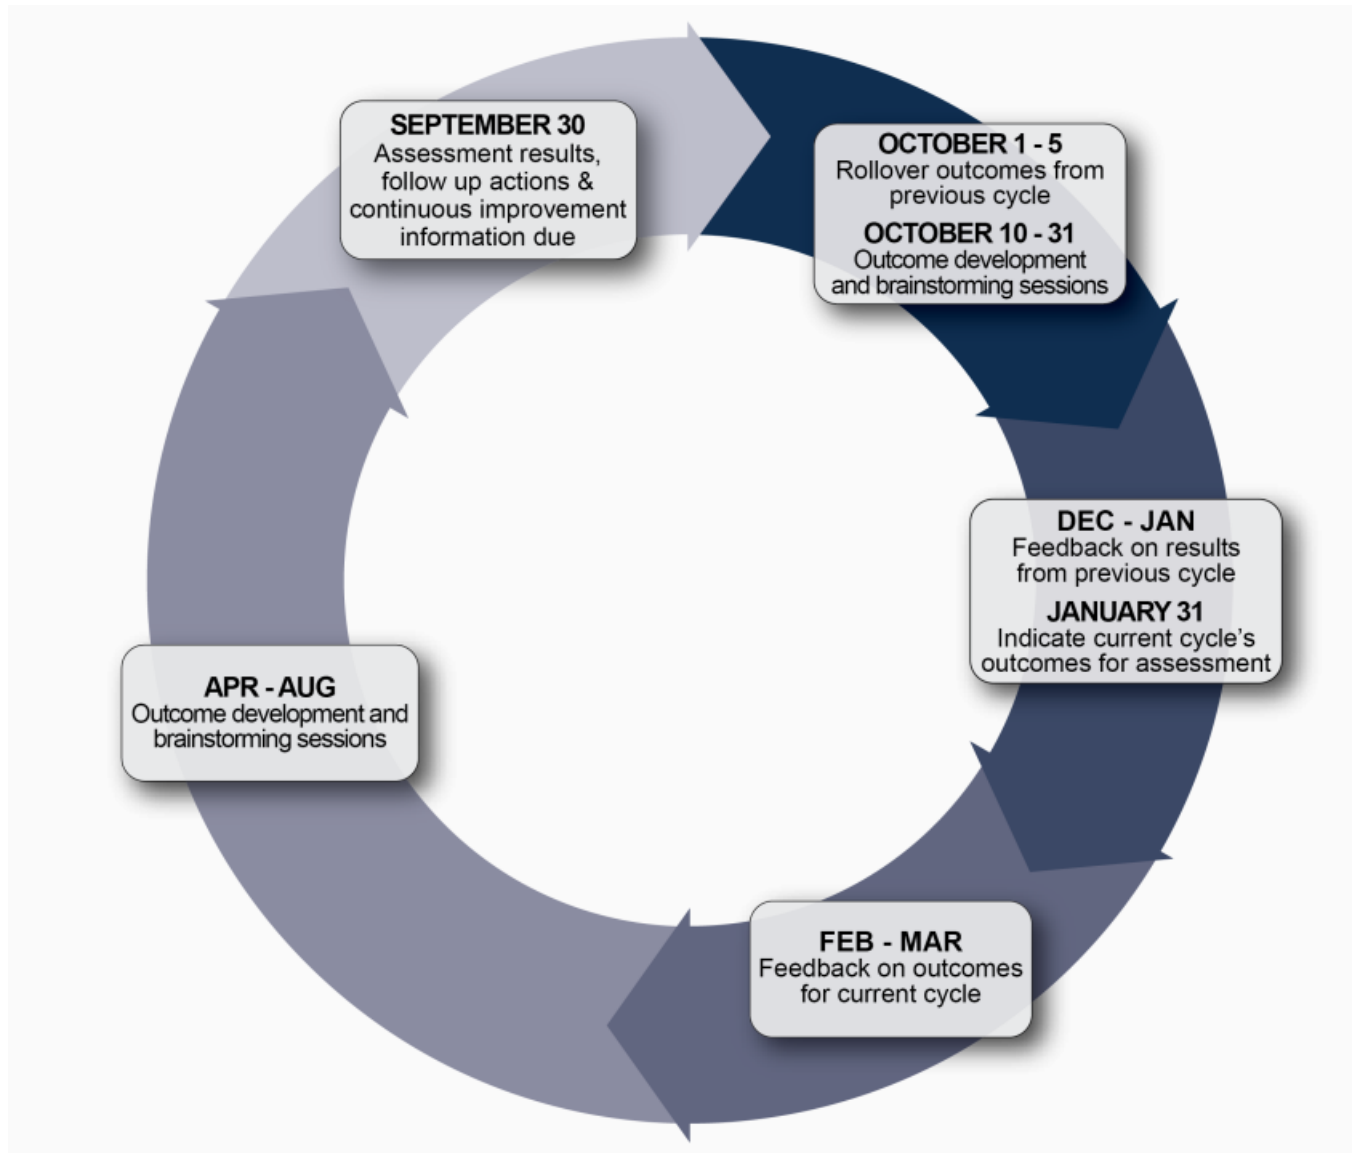 SEPTEMBER 30
Assessment results,
follow up actions &
continuous improvement
information due
OCTOBER 1 - 5
Rollover outcomes from
previous cycle
OCTOBER 10 - 31
Outcome development
and brainstorming sessions
DEC - JAN
Feedback on results
from previous cycle
JANUARY 31
Indicate current cycle’s
outcomes for assessment
FEB - MAR
Feedback on outcomes
for current cycle
APR - AUG
Outcome development and
brainstorming sessions